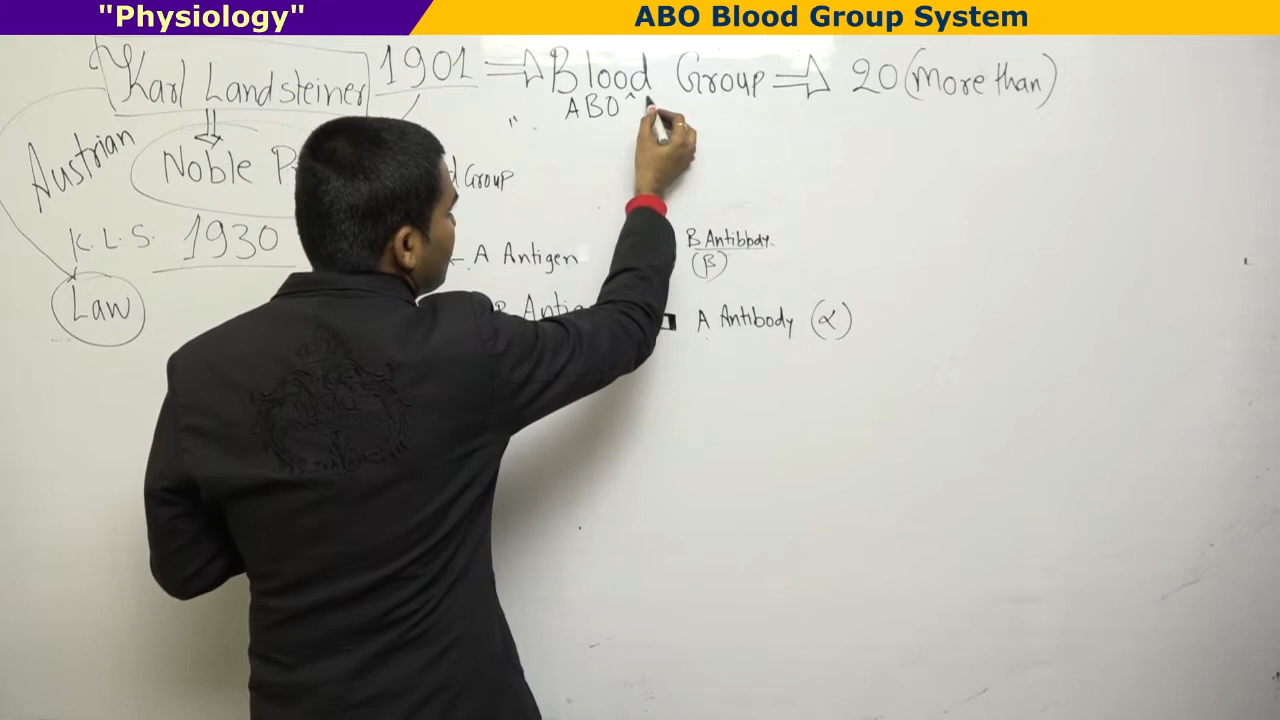 "Physiology"
ABO Blood Group System
Karl Landsteiner 1901 ⇒ Blood Group ⇒ 20 (More than)
ABO ^
Austrian
Noble
Group
K.L.S. 1930
A Antigen
B Antibbody.
(β)
Law
A Antibody (α)